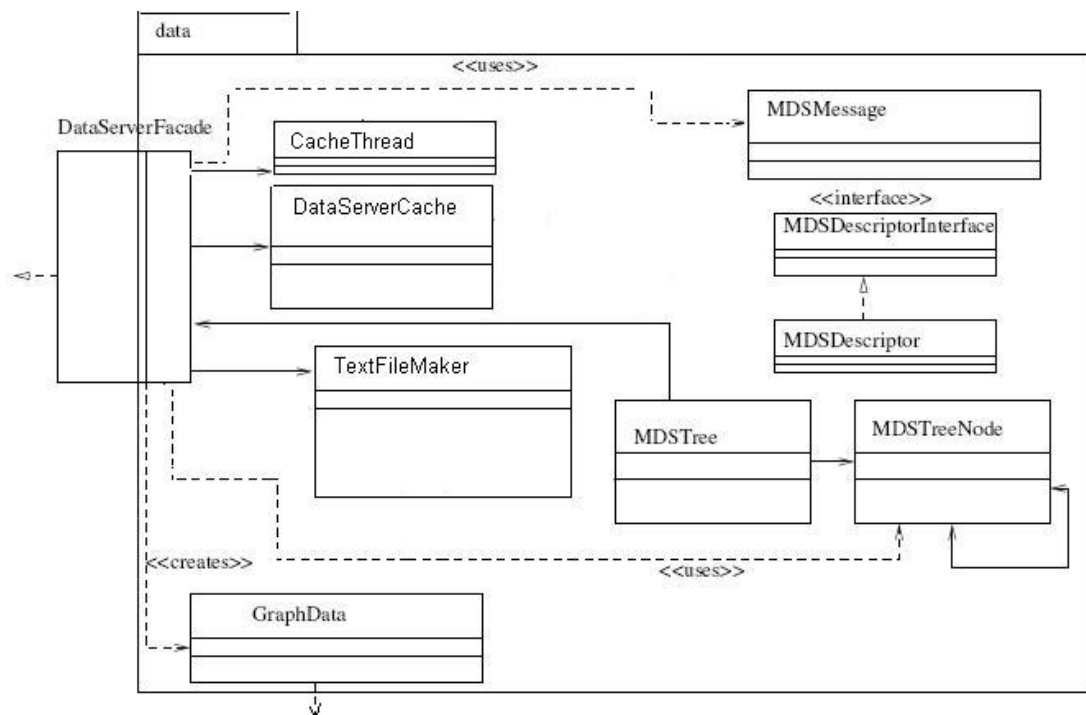 data
<<uses>>
MDSMessage
DataServerFacade
CacheThread
<<interface>>
DataServerCache
MDSDescriptorInterface
MDSDescriptor
TextFileMaker
MDSTree
MDSTreeNode
<<creates>>
<<uses>>
GraphData